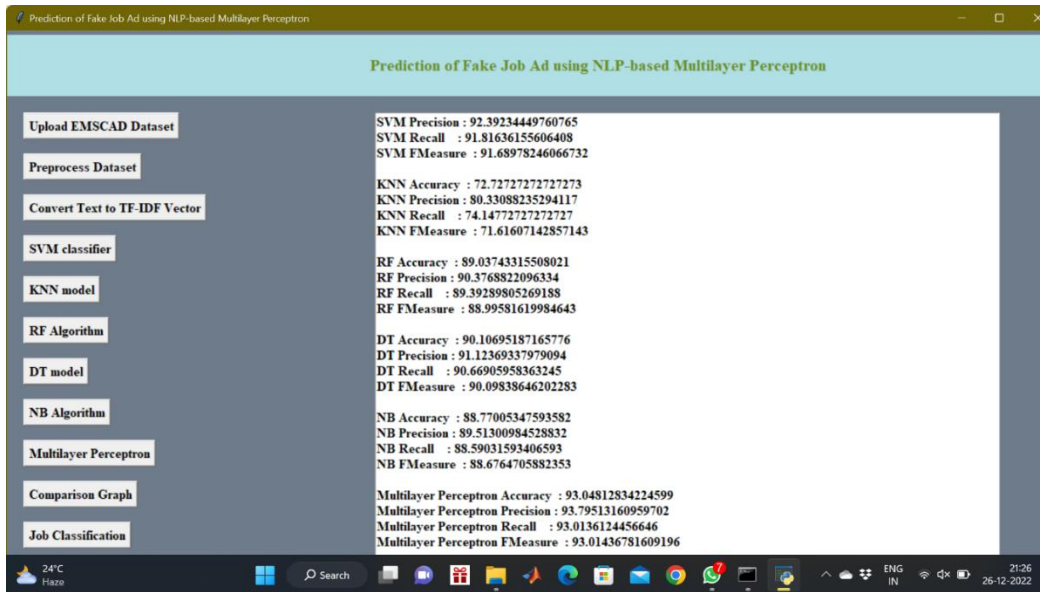 Prediction of Fake Job Ad using NLP-based Multilayer Perceptron
Prediction of Fake Job Ad using NLP-based Multilayer Perceptron
Upload EMSCAD Dataset
Preprocess Dataset
Convert Text to TF-IDF Vector
SVM classifier
KNN model
RF Algorithm
DT model
NB Algorithm
Multilayer Perceptron
Comparison Graph
Job Classification
SVM Precision : 92.39234449760765
SVM Recall : 91.81636155606408
SVM FMeasure : 91.68978246066732
KNN Accuracy : 72.72727272727273
KNN Precision : 80.33088235294117
KNN Recall : 74.14772727272727
KNN FMeasure : 71.61607142857143
RF Accuracy : 89.03743315508021
RF Precision : 90.3768822096334
RF Recall : 89.39289805269188
RF FMeasure : 88.99581619984643
DT Accuracy : 90.10695187165776
DT Precision : 91.12369337979094
DT Recall : 90.66905958363245
DT FMeasure : 90.09838646202283
NB Accuracy : 88.77005347593582
NB Precision : 89.51300984528832
NB Recall : 88.59031593406593
NB FMeasure : 88.6764705882353
Multilayer Perceptron Accuracy : 93.04812834224599
Multilayer Perceptron Precision : 93.79513160959702
Multilayer Perceptron Recall : 93.0136124456646
Multilayer Perceptron FMeasure : 93.01436781609196
24°C
Haze
Search
7
ENG
IN
21:26
26-12-2022